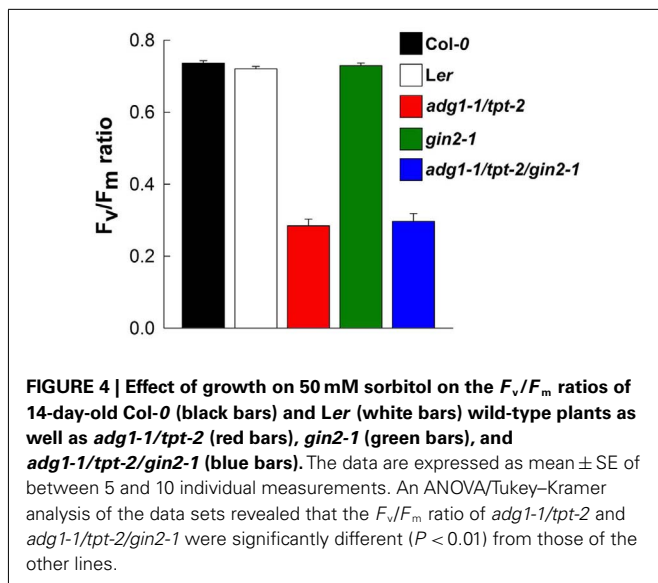 Fv/Fm ratio
0.8
0.6
0.4
0.2
0.0
Col-0
Ler
adg1-1/tpt-2
gin2-1
adg1-1/tpt-2/gin2-1
FIGURE 4 | Effect of growth on 50 mM sorbitol on the Fv/Fm ratios of
14-day-old Col-0 (black bars) and Ler (white bars) wild-type plants as
well as adg1-1/tpt-2 (red bars), gin2-1 (green bars), and
adg1-1/tpt-2/gin2-1 (blue bars). The data are expressed as mean ± SE of
between 5 and 10 individual measurements. An ANOVA/Tukey–Kramer
analysis of the data sets revealed that the Fv/Fm ratio of adg1-1/tpt-2 and
adg1-1/tpt-2/gin2-1 were significantly different (P < 0.01) from those of the
other lines.